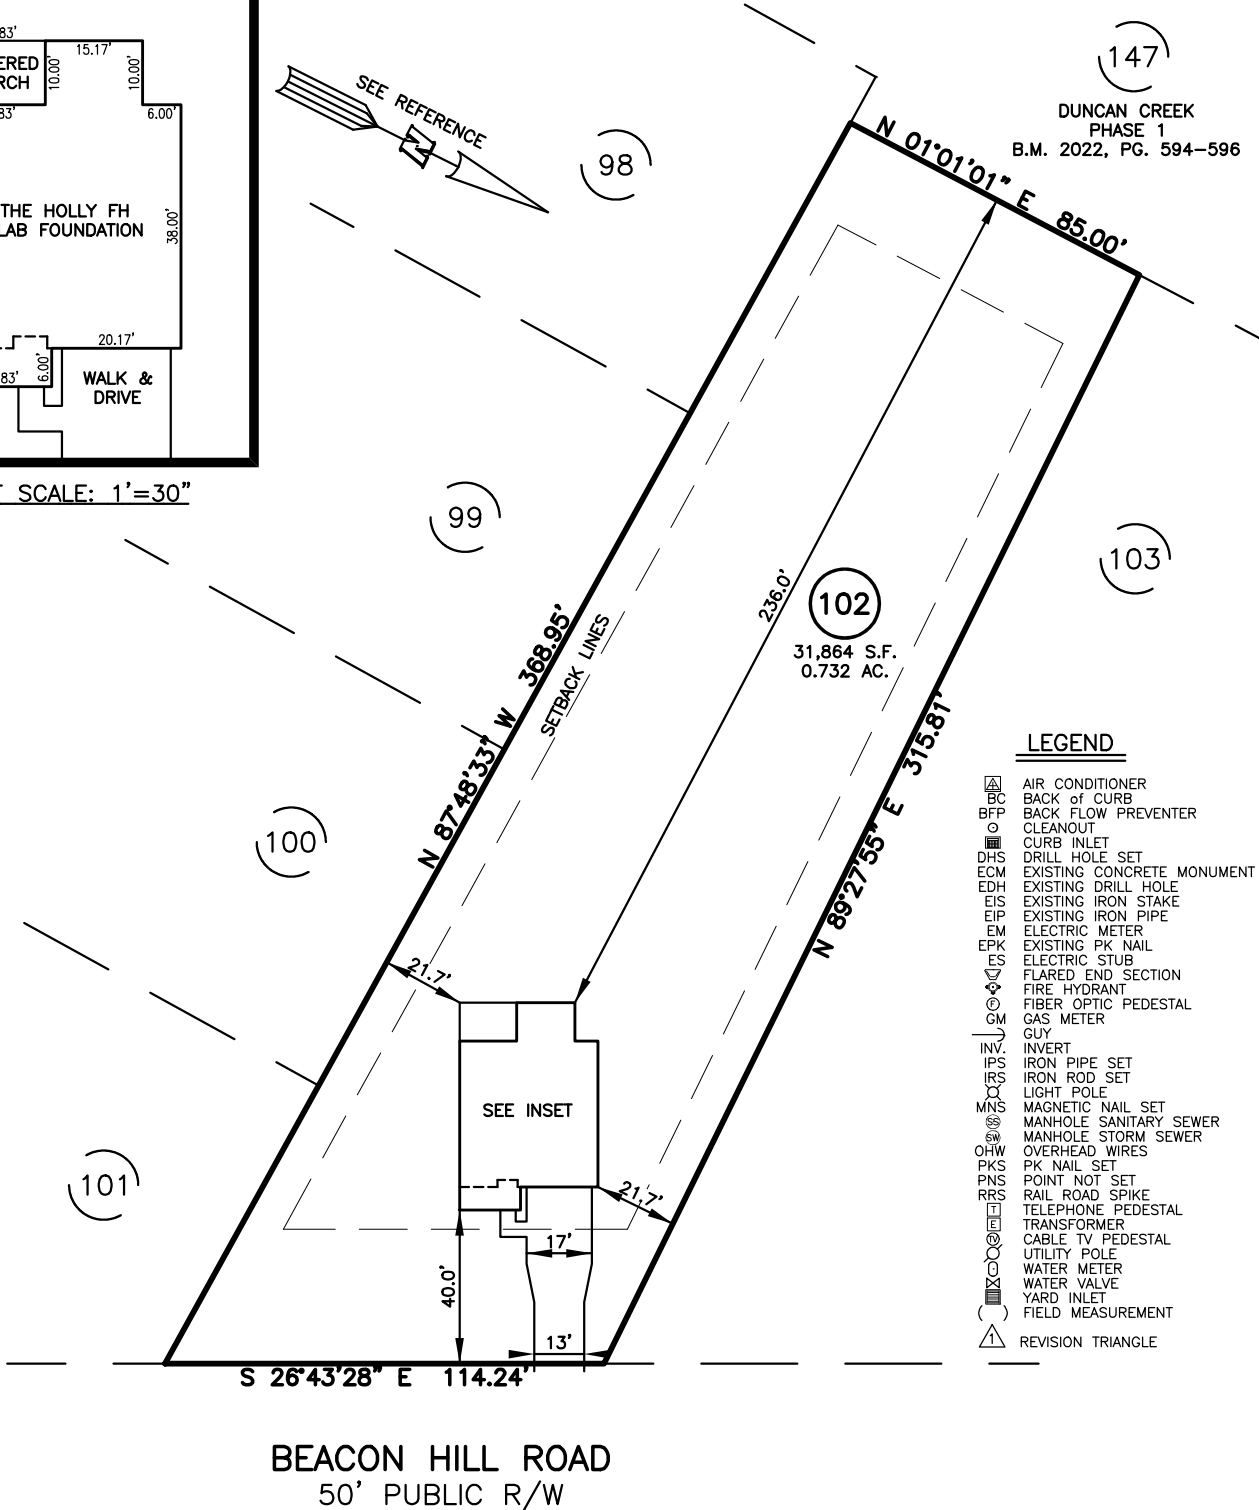 83'
15.17'
ERED
RCH
10.00'
10.00'
83'
6.00'
THE HOLLY FH
LAB FOUNDATION
38.00'
20.17'
83'
6.00'
WALK &
DRIVE
SCALE: 1'=30"
SEE REFERENCE
N
147
DUNCAN CREEK
PHASE 1
B.M. 2022, PG. 594-596
98
N 01°01'01" E 85.00'
99
103
236.0'
102
31,864 S.F.
0.732 AC.
N 87°48'33" W 368.95'
SETBACK LINES
N 89°27'55" E 315.81'
100
21.7'
SEE INSET
101
21.7'
17'
40.0'
13'
S 26°43'28" E 114.24'
BEACON HILL ROAD
50' PUBLIC R/W
LEGEND
A AIR CONDITIONER
BC BACK of CURB
BFP BACK FLOW PREVENTER
CLEANOUT
CURB INLET
DHS DRILL HOLE SET
ECM EXISTING CONCRETE MONUMENT
EDH EXISTING DRILL HOLE
EIS EXISTING IRON STAKE
EIP EXISTING IRON PIPE
EM ELECTRIC METER
EPK EXISTING PK NAIL
ES ELECTRIC STUB
FLARED END SECTION
FIRE HYDRANT
F FIBER OPTIC PEDESTAL
GM GAS METER
GUY
INV. INVERT
IPS IRON PIPE SET
IRS IRON ROD SET
LIGHT POLE
MNS MAGNETIC NAIL SET
SS MANHOLE SANITARY SEWER
SW MANHOLE STORM SEWER
OHW OVERHEAD WIRES
PKS PK NAIL SET
PNS POINT NOT SET
RRS RAIL ROAD SPIKE
T TELEPHONE PEDESTAL
E TRANSFORMER
TV CABLE TV PEDESTAL
UTILITY POLE
WATER METER
WATER VALVE
YARD INLET
( ) FIELD MEASUREMENT
1 REVISION TRIANGLE